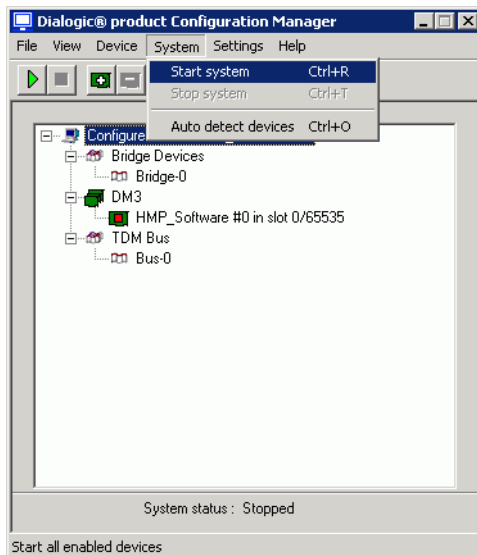 Dialogic® product Configuration Manager
File View Device System Settings Help
Start system Ctrl+R
Stop system Ctrl+T
Auto detect devices Ctrl+O
Configure
Bridge Devices
Bridge-0
DM3
HMP_Software #0 in slot 0/65535
TDM Bus
Bus-0
System status : Stopped
Start all enabled devices